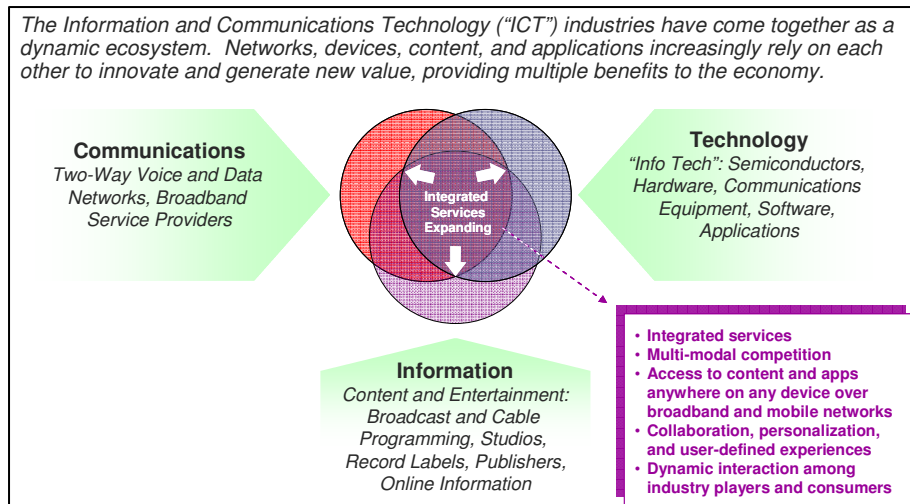 The Information and Communications Technology (“ICT”) industries have come together as a
dynamic ecosystem.  Networks, devices, content, and applications increasingly rely on each
other to innovate and generate new value, providing multiple benefits to the economy.
Communications
Two-Way Voice and Data
Networks, Broadband
Service Providers
Integrated
Services
Expanding
Technology
“Info Tech”: Semiconductors,
Hardware, Communications
Equipment, Software,
Applications
Information
Content and Entertainment:
Broadcast and Cable
Programming, Studios,
Record Labels, Publishers,
Online Information
• Integrated services
• Multi-modal competition
• Access to content and apps
anywhere on any device over
broadband and mobile networks
• Collaboration, personalization,
and user-defined experiences
• Dynamic interaction among
industry players and consumers